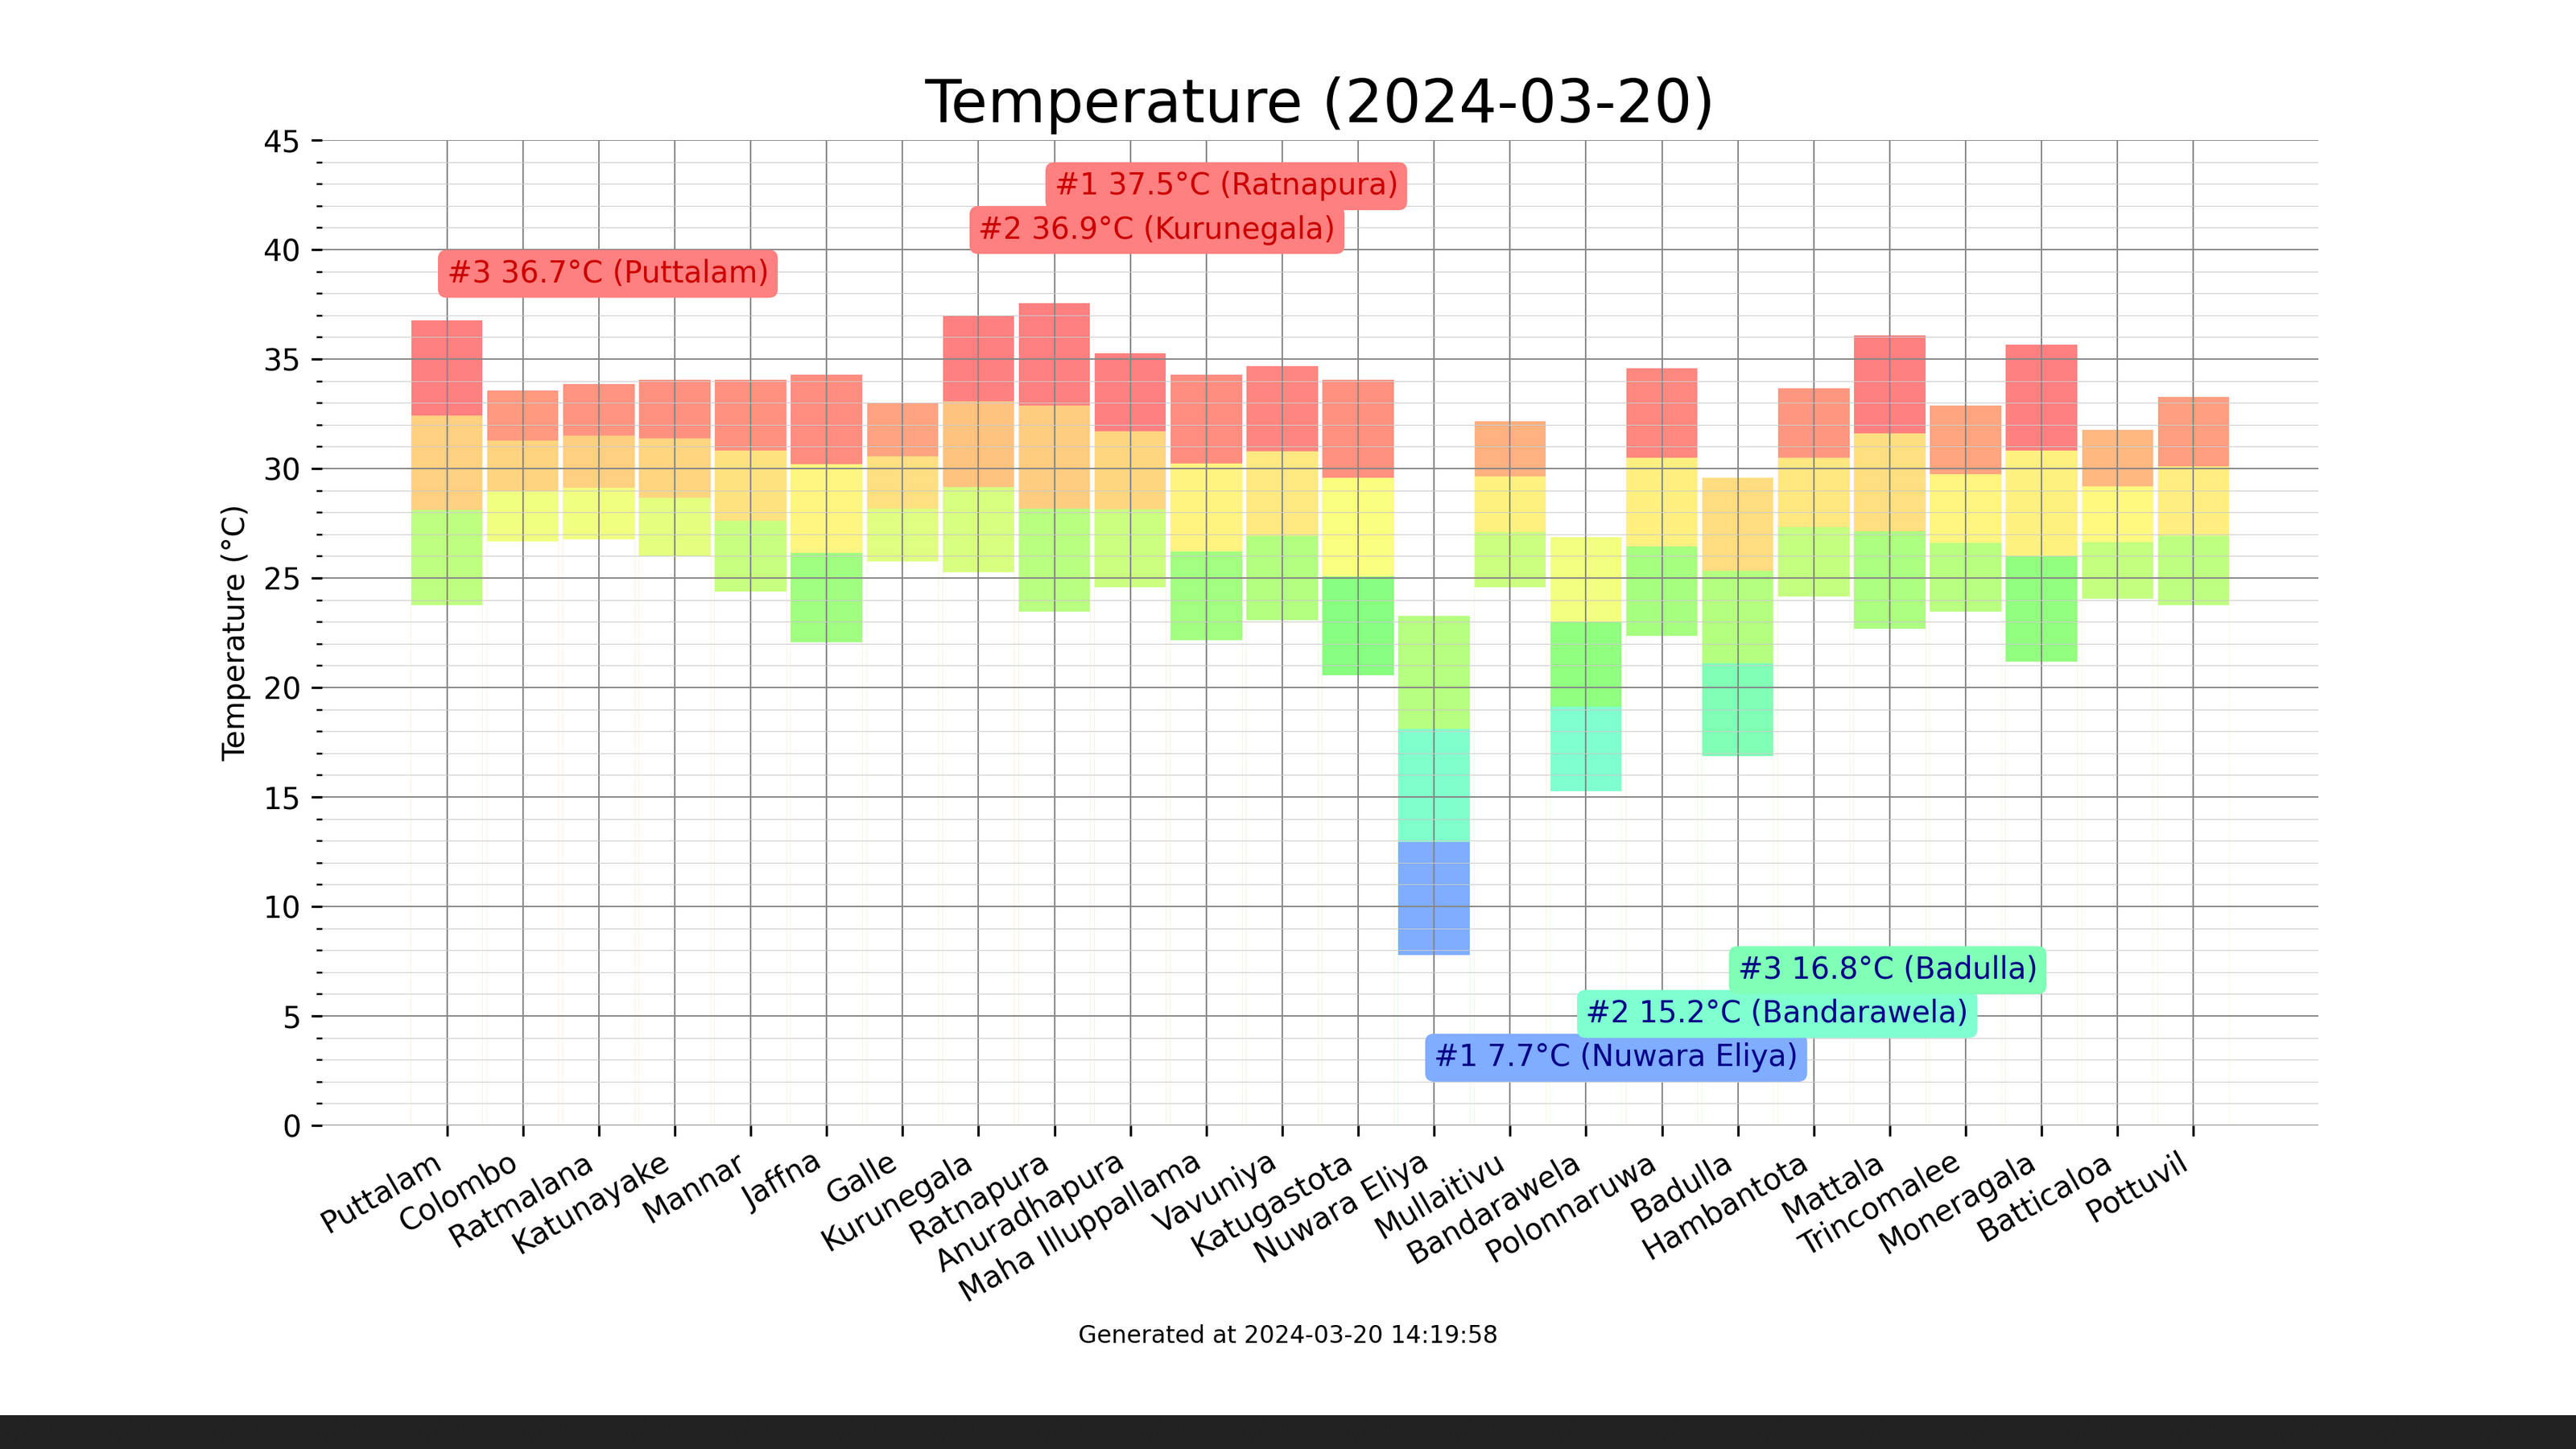 Temperature (2024-03-20)
45
40
35
30
25
20
15
10
5
0
Temperature (°C)
#1 37.5°C (Ratnapura)
#2 36.9°C (Kurunegala)
#3 36.7°C (Puttalam)
#3 16.8°C (Badulla)
#2 15.2°C (Bandarawela)
#1 7.7°C (Nuwara Eliya)
Puttalam
Colombo
Ratmalana
Katunayake
Mannar
Jaffna
Galle
Kurunegala
Ratnapura
Anuradhapura
Maha Illuppallama
Vavuniya
Katugastota
Nuwara Eliya
Mullaitivu
Bandarawela
Polonnaruwa
Badulla
Hambantota
Mattala
Trincomalee
Moneragala
Batticaloa
Pottuvil
Generated at 2024-03-20 14:19:58